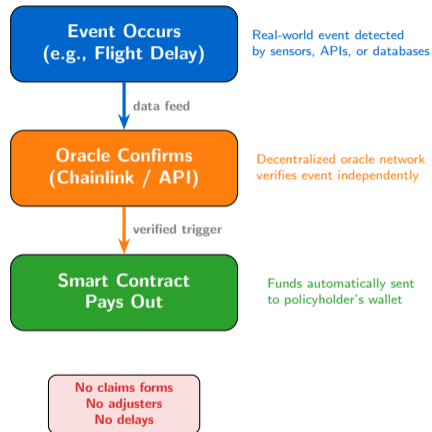 Event Occurs
(e.g., Flight Delay)
Real-world event detected
by sensors, APIs, or databases
data feed
Oracle Confirms
(Chainlink / API)
Decentralized oracle network
verifies event independently
verified trigger
Smart Contract
Pays Out
Funds automatically sent
to policyholder's wallet
No claims forms
No adjusters
No delays